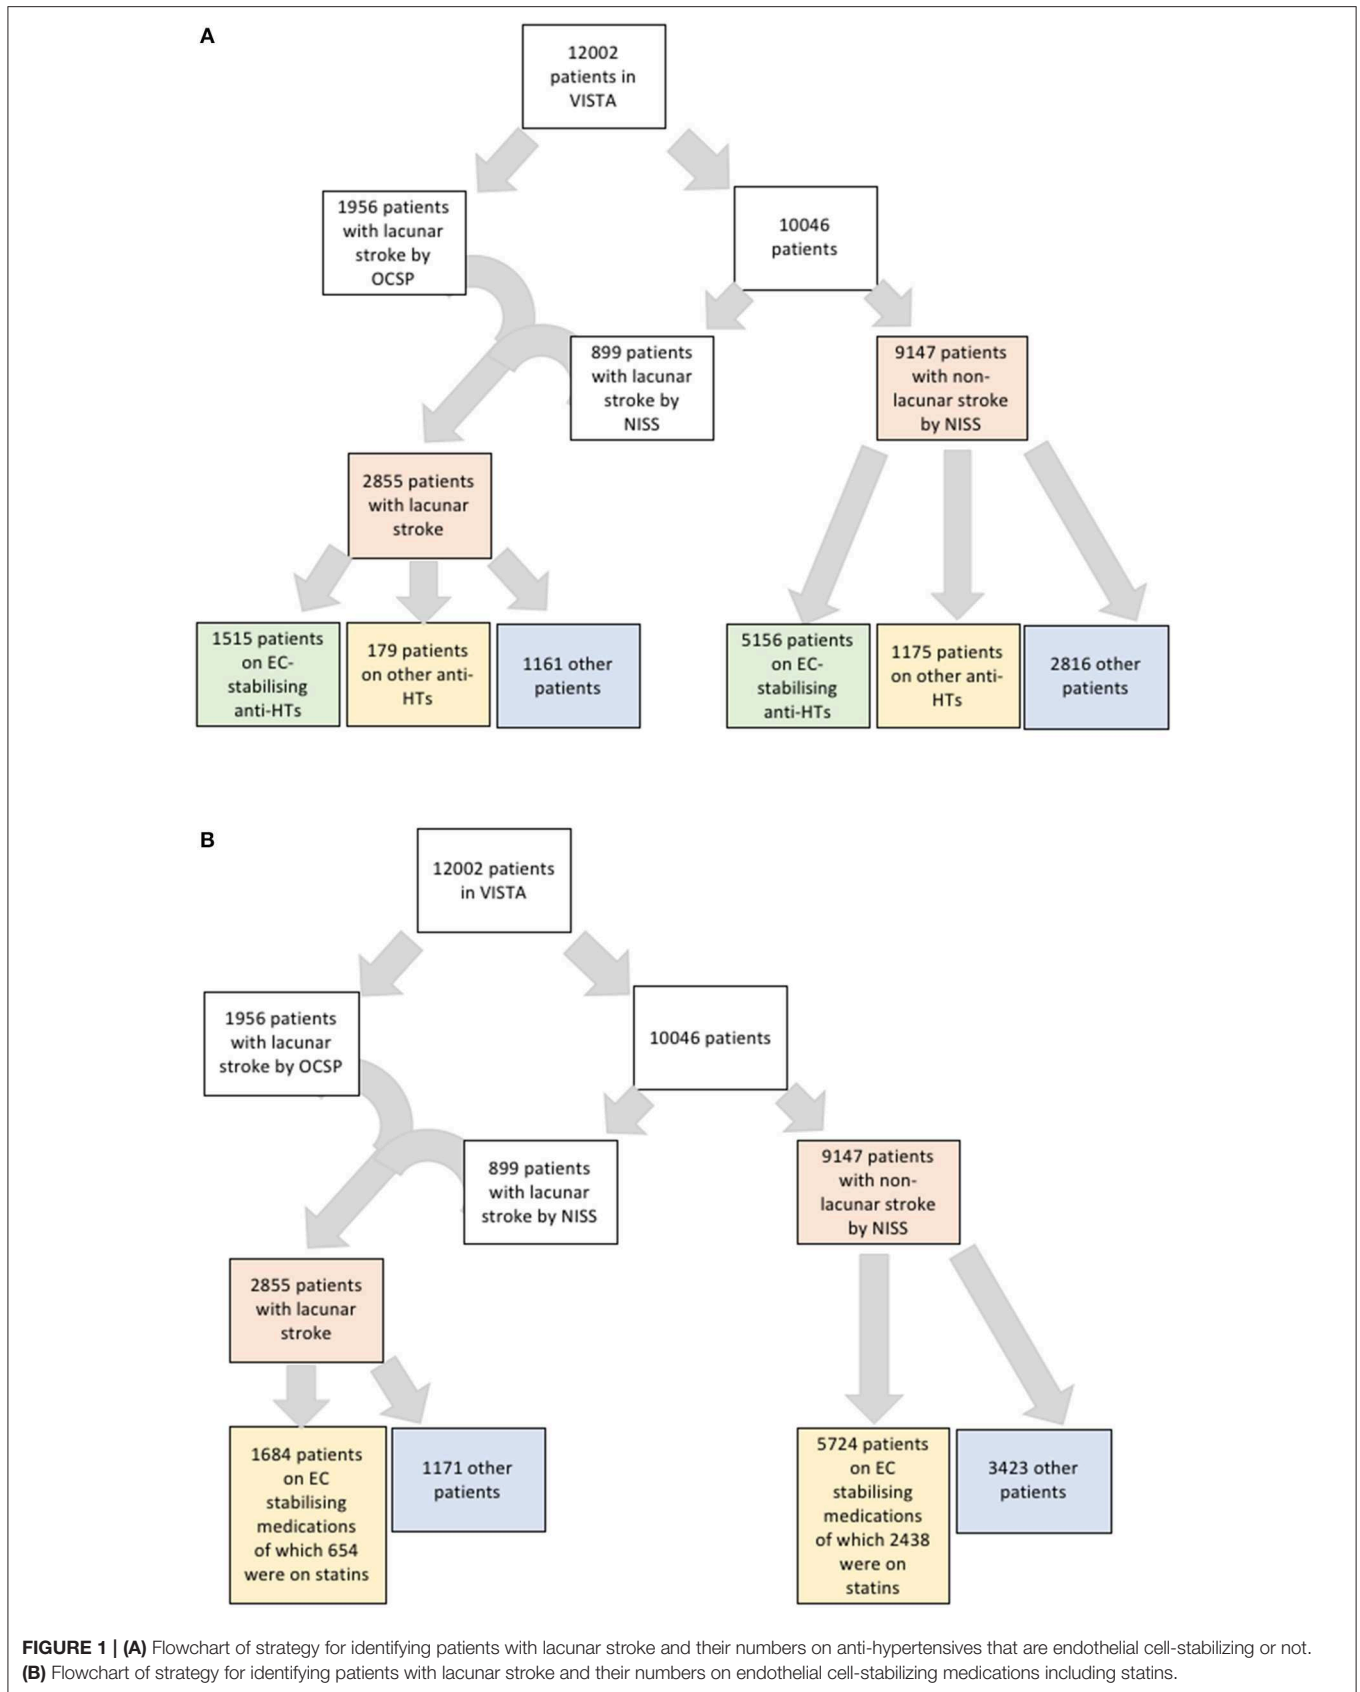 A
12002
patients in
VISTA
1956 patients
with lacunar
stroke by
OCSP
10046
patients
899 patients
with lacunar
stroke by
NISS
9147 patients
with non-
lacunar stroke
by NISS
2855 patients
with lacunar
stroke
1515 patients
on EC-
stabilising
anti-HTs
179 patients
on other anti-
HTs
1161 other
patients
5156 patients
on EC-
stabilising
anti-HTs
1175 patients
on other anti-
HTs
2816 other
patients
B
12002 patients
in VISTA
1956 patients
with lacunar
stroke by OCSP
10046 patients
899 patients
with lacunar
stroke by NISS
9147 patients
with non-
lacunar stroke
by NISS
2855 patients
with lacunar
stroke
1684 patients
on EC
stabilising
medications
of which 654
were on statins
1171 other
patients
5724 patients
on EC
stabilising
medications
of which 2438
were on
statins
3423 other
patients
FIGURE 1 | (A) Flowchart of strategy for identifying patients with lacunar stroke and their numbers on anti-hypertensives that are endothelial cell-stabilizing or not.
(B) Flowchart of strategy for identifying patients with lacunar stroke and their numbers on endothelial cell-stabilizing medications including statins.